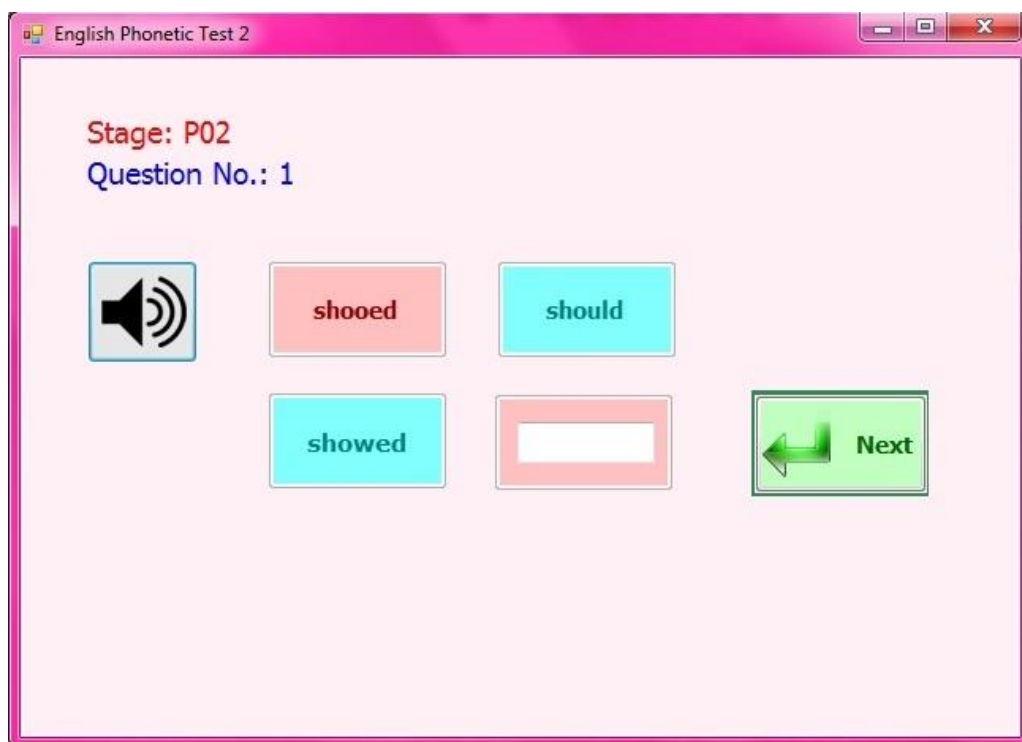 English Phonetic Test 2
Stage: P02
Question No.: 1
shooed should
showed
Next